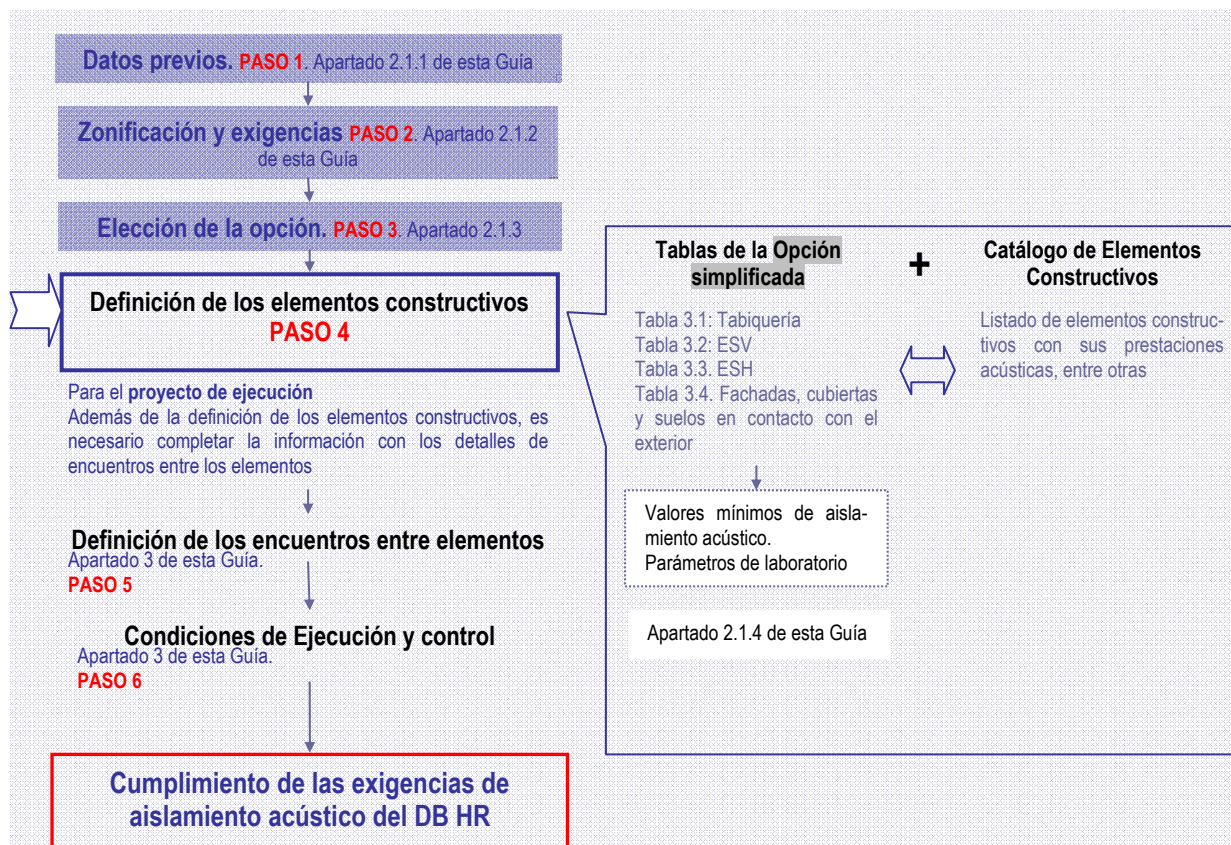 Datos previos. PASO 1. Apartado 2.1.1 de esta Guía
Zonificación y exigencias PASO 2. Apartado 2.1.2
de esta Guía
Elección de la opción. PASO 3. Apartado 2.1.3
Definición de los elementos constructivos
PASO 4
Para el proyecto de ejecución
Además de la definición de los elementos constructivos, es
necesario completar la información con los detalles de
encuentros entre los elementos
Definición de los encuentros entre elementos
Apartado 3 de esta Guía.
PASO 5
Condiciones de Ejecución y control
Apartado 3 de esta Guía.
PASO 6
Cumplimiento de las exigencias de
aislamiento acústico del DB HR
Tablas de la Opción
simplificada
Tabla 3.1: Tabiquería
Tabla 3.2: ESV
Tabla 3.3. ESH
Tabla 3.4. Fachadas, cubiertas
y suelos en contacto con el
exterior
Valores mínimos de aisla-
miento acústico.
Parámetros de laboratorio
Apartado 2.1.4 de esta Guía
+
Catálogo de Elementos
Constructivos
Listado de elementos construc-
tivos con sus prestaciones
acústicas, entre otras